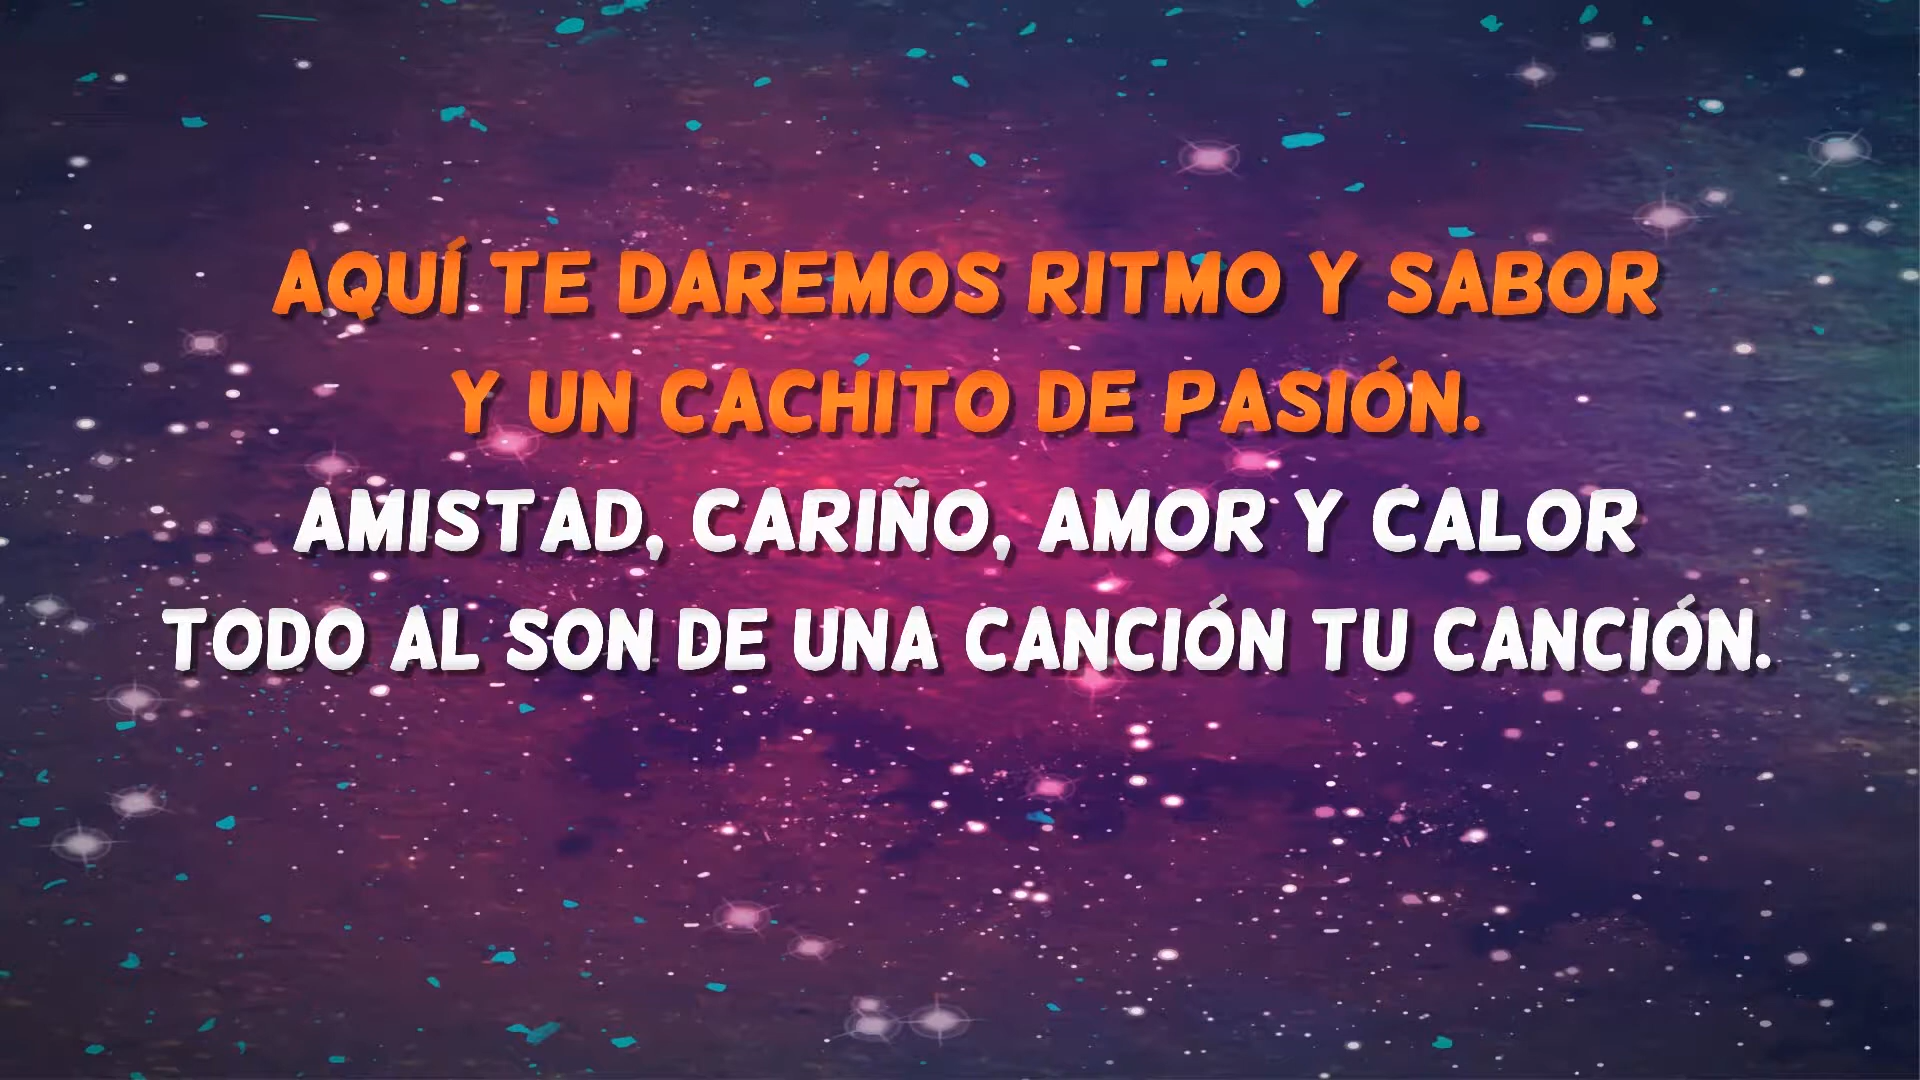 AQUÍ TE DAREMOS RITMO Y SABOR
Y UN CACHITO DE PASIÓN.
AMISTAD, CARIÑO, AMOR Y CALOR
TODO AL SON DE UNA CANCIÓN TU CANCIÓN.